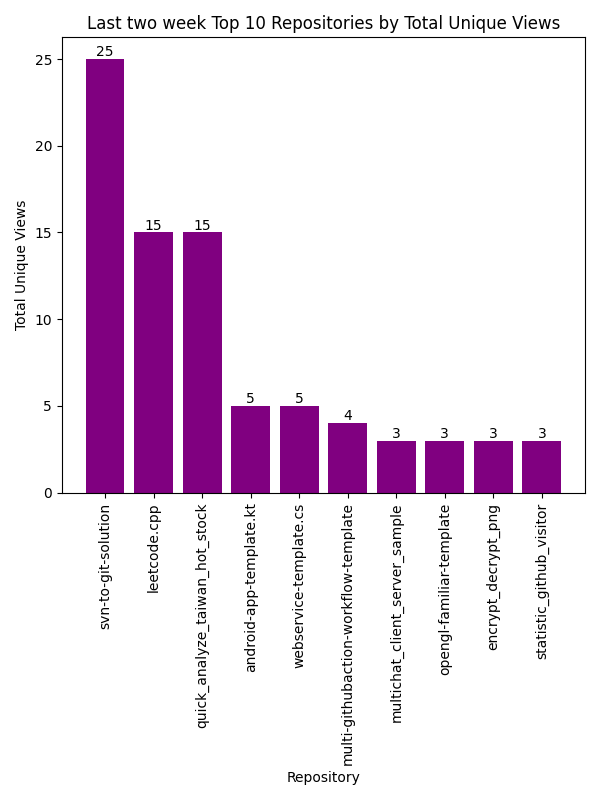 Last two week Top 10 Repositories by Total Unique Views
25
15
15
5
5
4
3
3
3
3
Total Unique Views
25
20
15
10
5
0
svn-to-git-solution
leetcode.cpp
quick_analyze_taiwan_hot_stock
android-app-template.kt
webservice-template.cs
multi-githubaction-workflow-template
multichat_client_server_sample
opengl-familiar-template
encrypt_decrypt_png
statistic_github_visitor
Repository